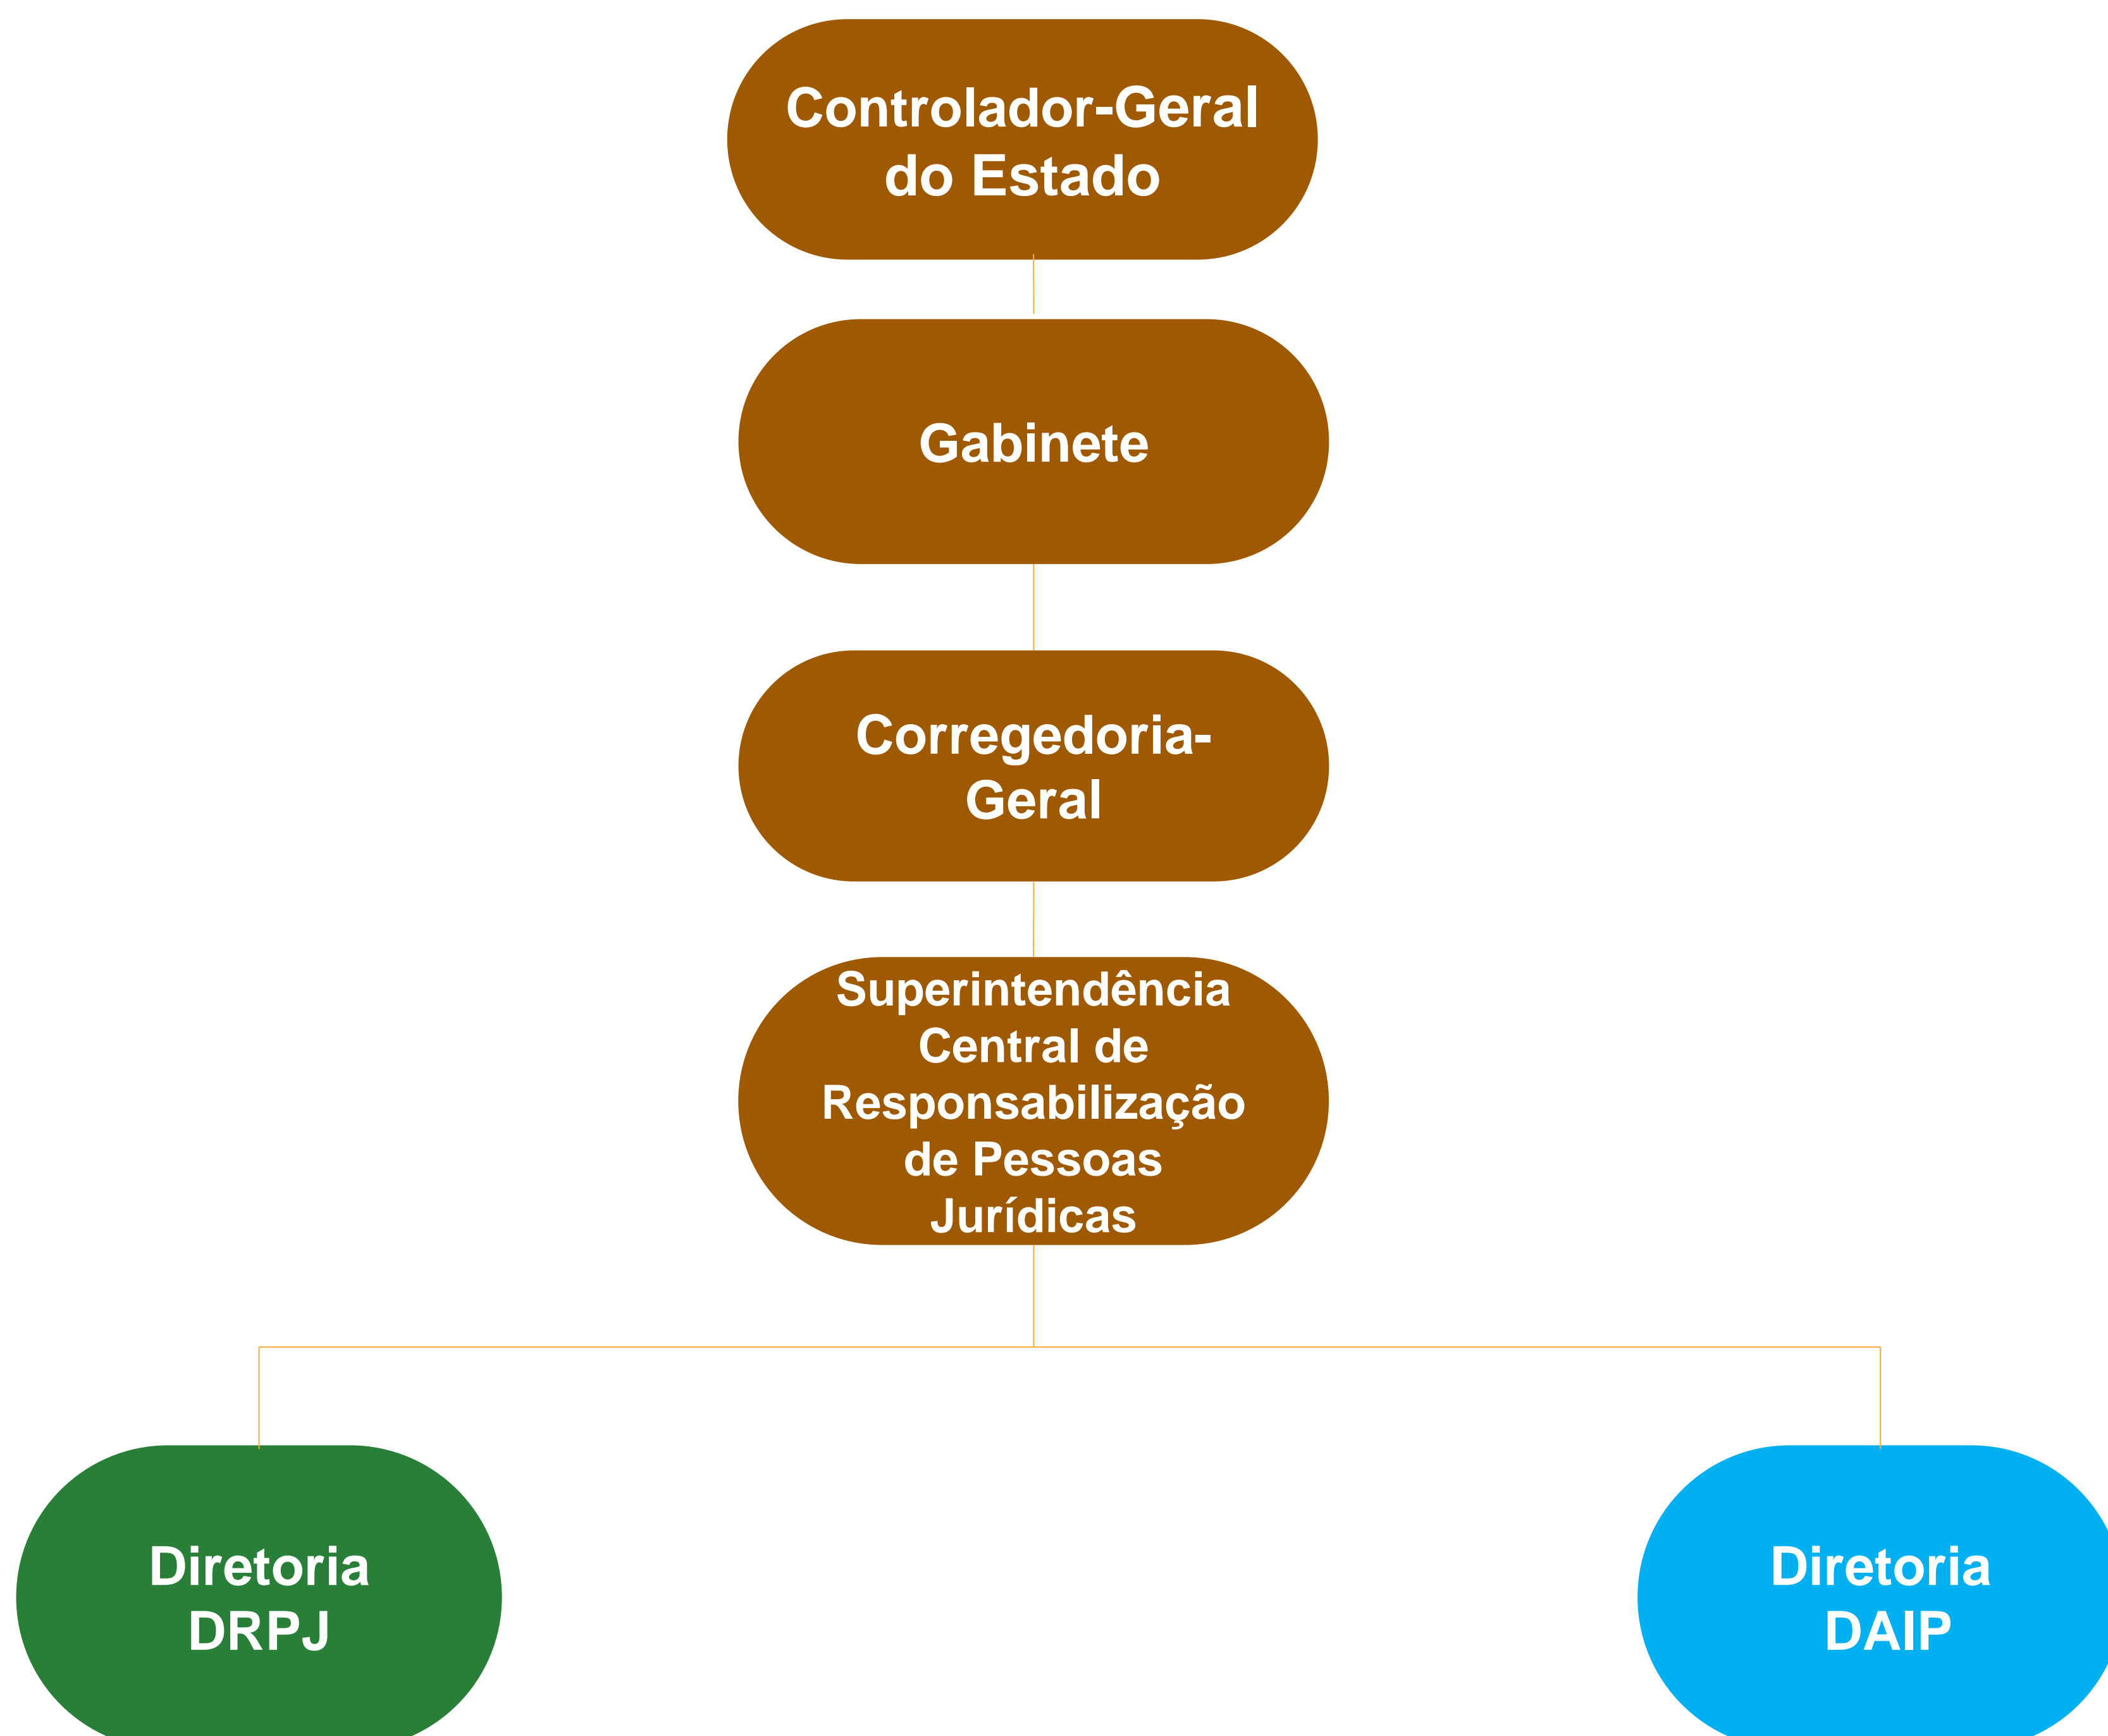 Controlador-Geral
do Estado
Gabinete
Corregedoria-
Geral
Superintendência
Central de
Responsabilização
de Pessoas
Jurídicas
Diretoria
DRPJ
Diretoria
DAIP